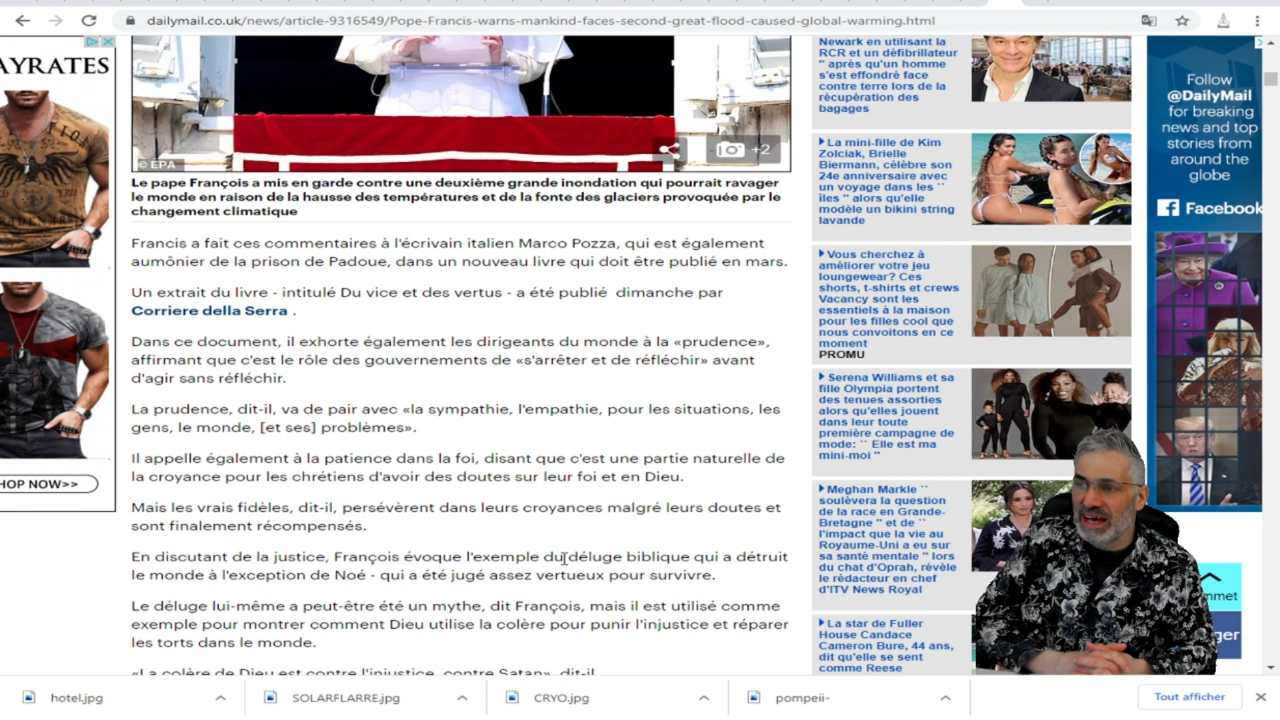 dailymail.co.uk/news/article-9316549/Pope-Francis-warns-mankind-faces-second-great-flood-caused-global-warming.html
AYRATES
HOP NOW>>
© EPA
+2
Le pape François a mis en garde contre une deuxième grande inondation qui pourrait ravager
le monde en raison de la hausse des températures et de la fonte des glaciers provoquée par le
changement climatique
Francis a fait ces commentaires à l'écrivain italien Marco Pozza, qui est également
aumônier de la prison de Padoue, dans un nouveau livre qui doit être publié en mars.
Un extrait du livre - intitulé Du vice et des vertus - a été publié dimanche par
Corriere della Serra .
Dans ce document, il exhorte également les dirigeants du monde à la «prudence»,
affirmant que c'est le rôle des gouvernements de «s'arrêter et de réfléchir» avant
d'agir sans réfléchir.
La prudence, dit-il, va de pair avec «la sympathie, l'empathie, pour les situations, les
gens, le monde, [et ses] problèmes».
Il appelle également à la patience dans la foi, disant que c'est une partie naturelle de
la croyance pour les chrétiens d'avoir des doutes sur leur foi et en Dieu.
Mais les vrais fidèles, dit-il, persévèrent dans leurs croyances malgré leurs doutes et
sont finalement récompensés.
En discutant de la justice, François évoque l'exemple du déluge biblique qui a détruit
le monde à l'exception de Noé - qui a été jugé assez vertueux pour survivre.
Le déluge lui-même a peut-être été un mythe, dit François, mais il est utilisé comme
exemple pour montrer comment Dieu utilise la colère pour punir l'injustice et réparer
les torts dans le monde.
«La colère de Dieu est contre l'injustice, contre Satan», dit-il
Newark en utilisant la
RCR et un défibrillateur
'' après qu'un homme
s'est effondré face
contre terre lors de la
récupération des
bagages
La mini-fille de Kim
Zolciak, Brielle
Biermann, célèbre son
24e anniversaire avec
un voyage dans les ``
îles '' alors qu'elle
modèle un bikini string
lavande
Vous cherchez à
améliorer votre jeu
loungewear? Ces
shorts, t-shirts et crews
Vacancy sont les
essentiels à la maison
pour les filles cool que
nous convoitons en ce
moment
PROMU
Serena Williams et sa
fille Olympia portent
des tenues assorties
alors qu'elles jouent
dans leur toute
première campagne de
mode: `` Elle est ma
mini-moi ''
Meghan Markle ``
soulèvera la question
de la race en Grande-
Bretagne '' et de ``
l'impact que la vie au
Royaume-Uni a eu sur
sa santé mentale '' lors
du chat d'Oprah, révèle
le rédacteur en chef
d'ITV News Royal
La star de Fuller
House Candace
Cameron Bure, 44 ans,
dit qu'elle se sent
comme Reese
Follow
@DailyMail
for breaking
news and top
stories from
around the
globe
Facebook
mmet
ger
hotel.jpg
SOLARFLARRE.jpg
CRYO.jpg
pompeii-
Tout afficher